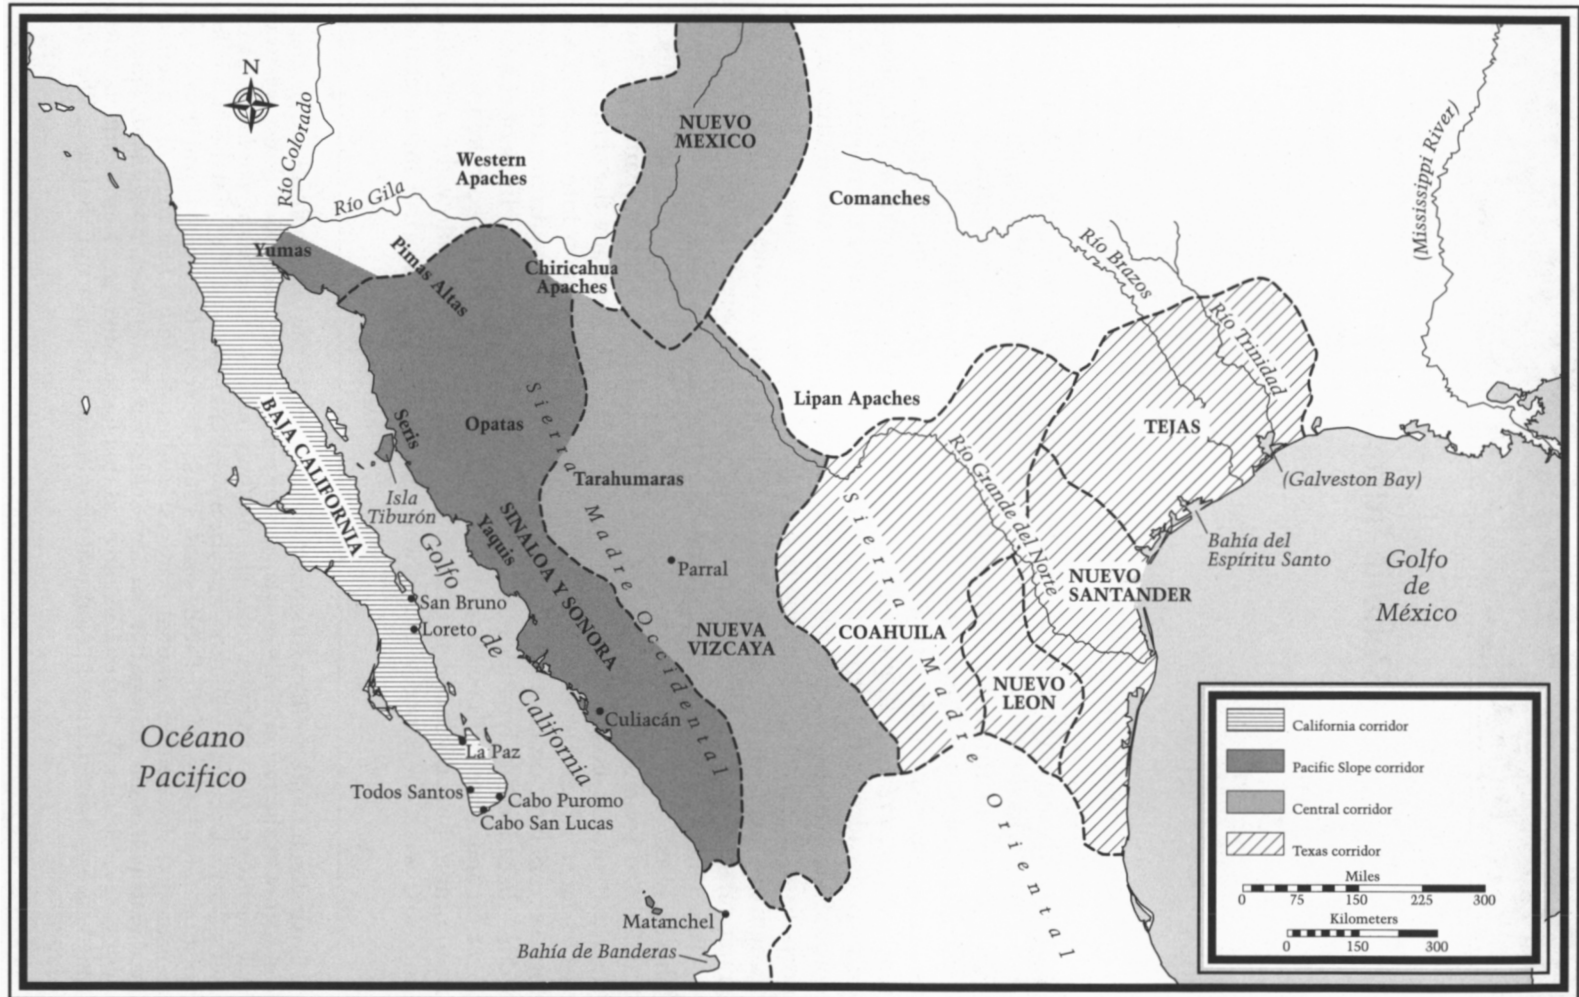 N
Río Colorado
Río Gila
Western
Apaches
NUEVO
MEXICO
Comanches
(Mississippi River)
Yumas
Pimas Altas
Chiricahua
Apaches
Río Brazos
Río Trinidad
Lipan Apaches
BAJA CALIFORNIA
Seris
Opatas
Sierra Madre Occidental
Tarahumaras
TEJAS
(Galveston Bay)
Isla
Tiburón
Golfo de California
Yaquis
SINALOA Y SONORA
Parral
Sierra Madre Oriental
Río Grande del Norte
Bahía del
Espíritu Santo
Golfo
de
México
San Bruno
Loreto
NUEVA
VIZCAYA
COAHUILA
NUEVO
SANTANDER
NUEVO
LEON
Culiacán
Océano
Pacifico
La Paz
Todos Santos
Cabo Puromo
Cabo San Lucas
Matanchel
Bahía de Banderas
California corridor
Pacific Slope corridor
Central corridor
Texas corridor
Miles
0 75 150 225 300
Kilometers
0 150 300